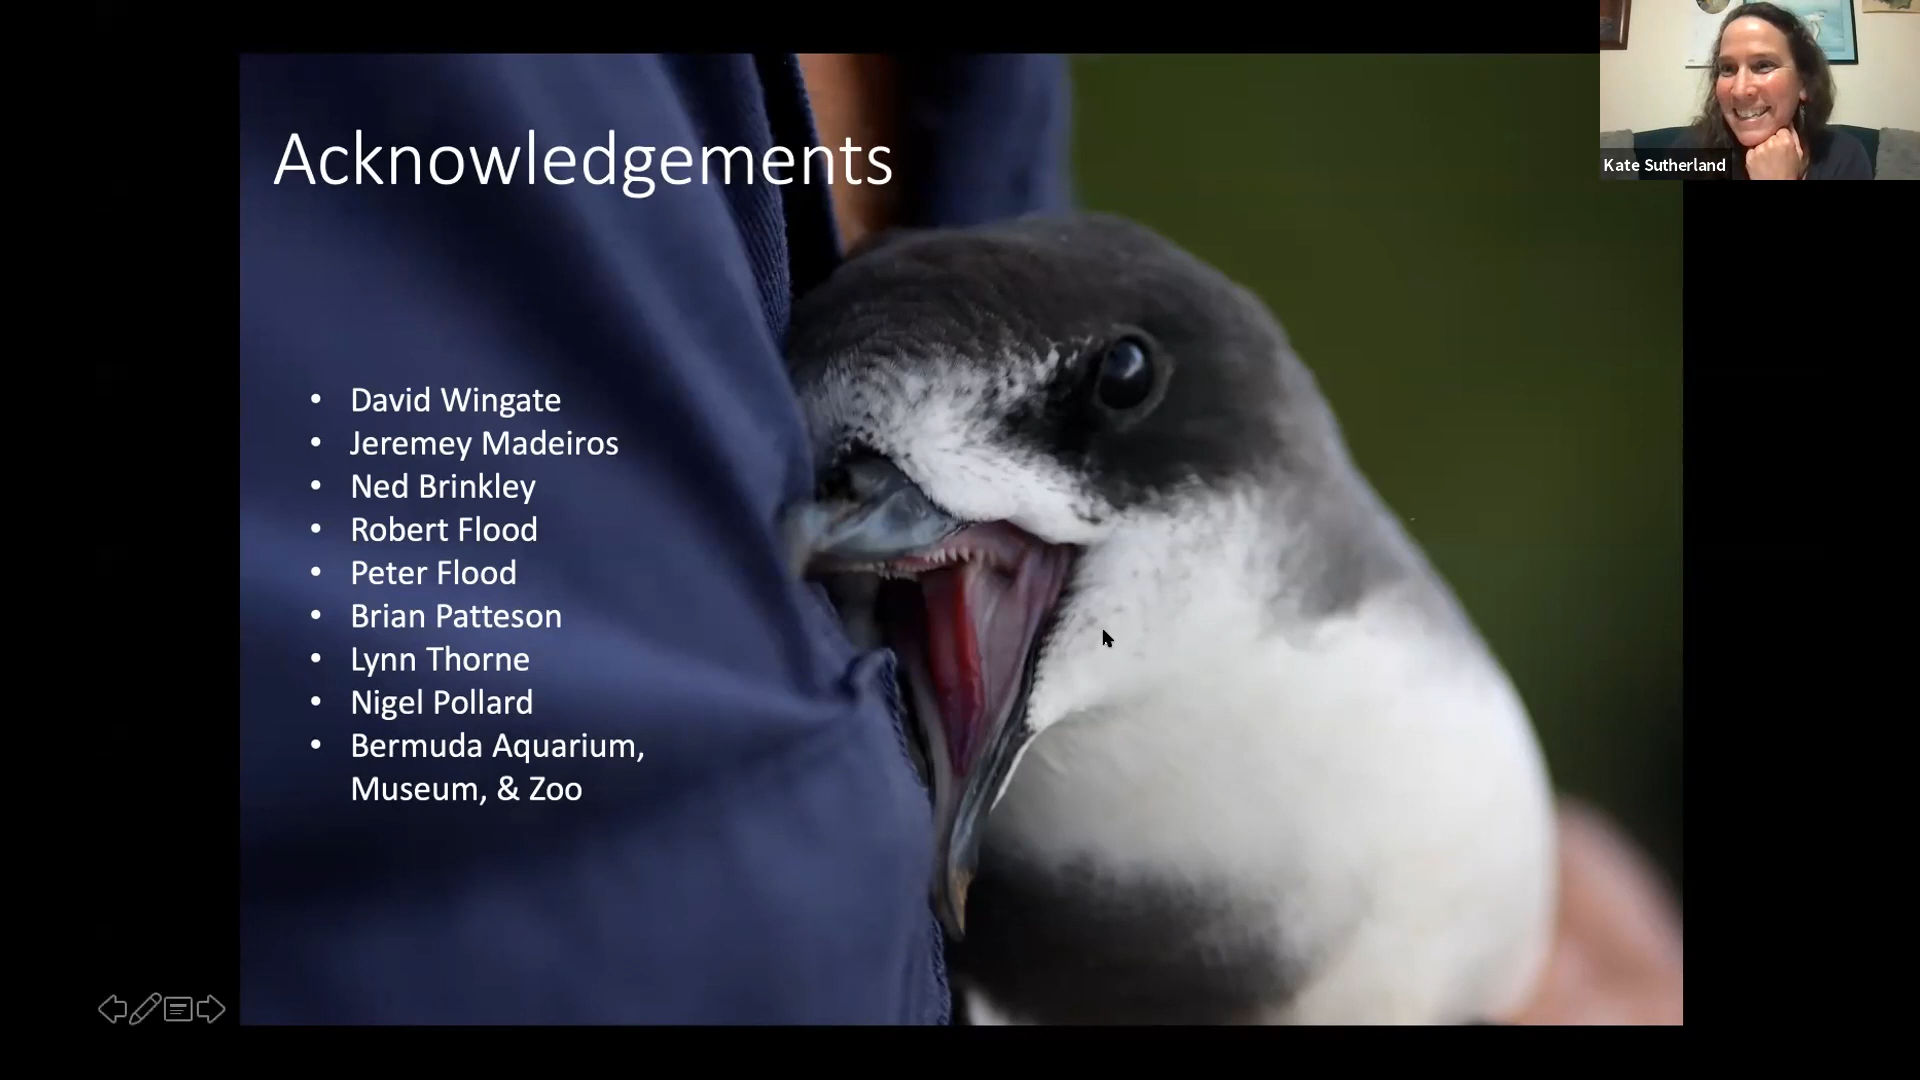 Acknowledgements
Kate Sutherland
• David Wingate
• Jeremey Madeiros
• Ned Brinkley
• Robert Flood
• Peter Flood
• Brian Patteson
• Lynn Thorne
• Nigel Pollard
• Bermuda Aquarium,
Museum, & Zoo